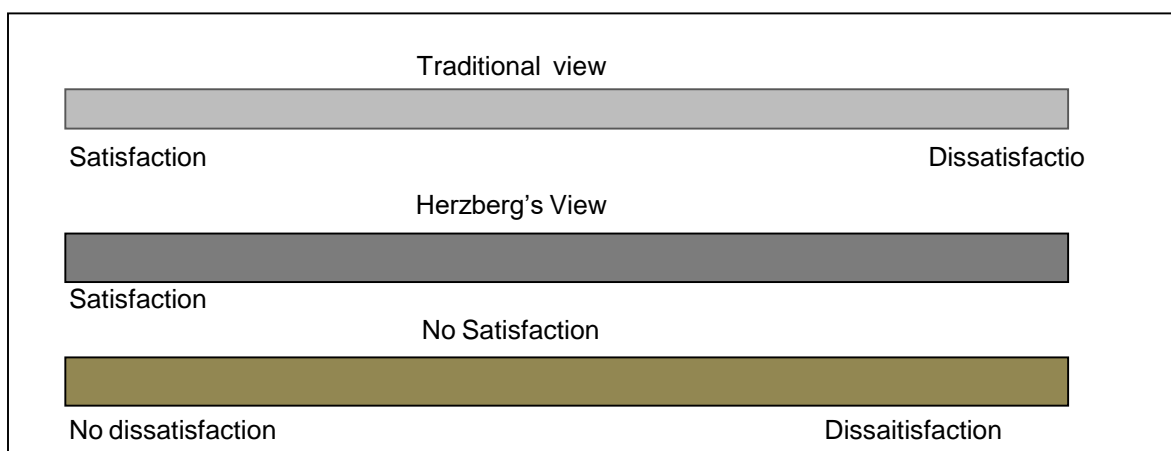 Traditional view
Satisfaction Dissatisfactio
Herzberg’s View
Satisfaction
No Satisfaction
No dissatisfaction Dissaitisfaction